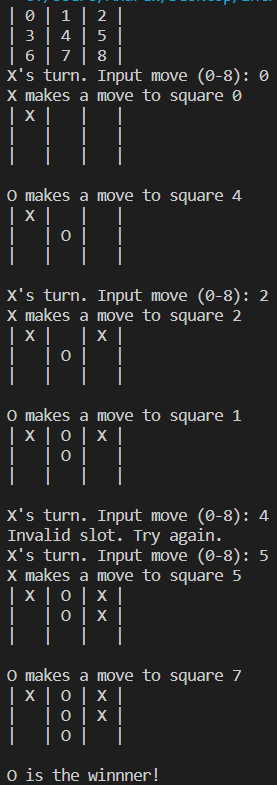 | 0 | 1 | 2 |
| 3 | 4 | 5 |
| 6 | 7 | 8 |
X's turn. Input move (0-8): 0
X makes a move to square 0
| X |   |   |
|   |   |   |
|   |   |   |

O makes a move to square 4
| X |   |   |
|   | O |   |
|   |   |   |

X's turn. Input move (0-8): 2
X makes a move to square 2
| X |   | X |
|   | O |   |
|   |   |   |

O makes a move to square 1
| X | O | X |
|   | O |   |
|   |   |   |

X's turn. Input move (0-8): 4
Invalid slot. Try again.
X's turn. Input move (0-8): 5
X makes a move to square 5
| X | O | X |
|   | O | X |
|   |   |   |

O makes a move to square 7
| X | O | X |
|   | O | X |
|   | O |   |

O is the winnner!